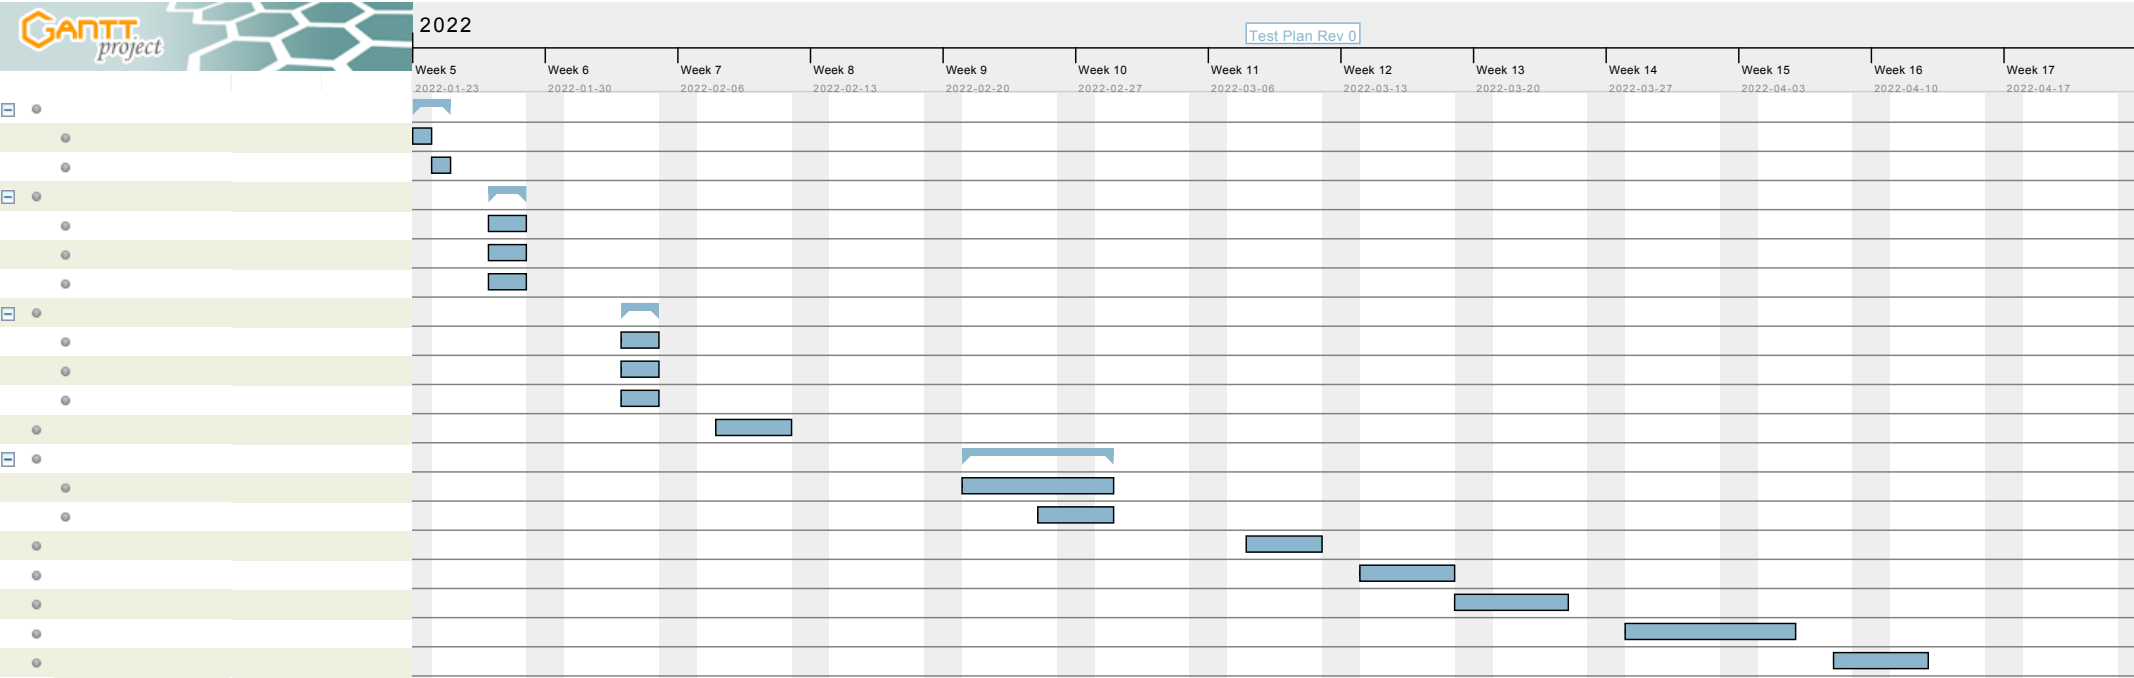 GANTT
project
2022
Test Plan Rev 0
Week 5 Week 6 Week 7 Week 8 Week 9 Week 10 Week 11 Week 12 Week 13 Week 14 Week 15 Week 16 Week 17
2022-01-23 2022-01-30 2022-02-06 2022-02-13 2022-02-20 2022-02-27 2022-03-06 2022-03-13 2022-03-20 2022-03-27 2022-04-03 2022-04-10 2022-04-17